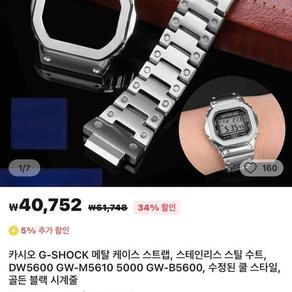 1/7
160
₩40,752 ₩61,748 34% 할인
5% 추가 할인
카시오 G-SHOCK 메탈 케이스 스트랩, 스테인리스 스틸 수트,
DW5600 GW-M5610 5000 GW-B5600, 수정된 쿨 스타일,
골든 블랙 시계줄